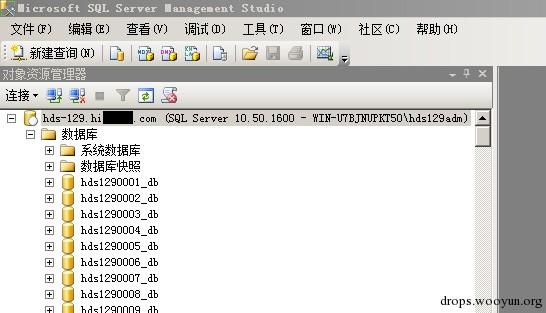 Microsoft SQL Server Management Studio
文件(F) 编辑(E) 查看(V) 调试(D) 工具(T) 窗口(W) 社区(C) 帮助(H)
新建查询(N)
对象资源管理器
连接
hds-129.hi .com (SQL Server 10.50.1600 - WIN-U7BJNUPKT5O\hds129adm)
数据库
系统数据库
数据库快照
hds1290001_db
hds1290002_db
hds1290003_db
hds1290004_db
hds1290005_db
hds1290006_db
hds1290007_db
hds1290008_db
hds1290009_db
drops.wooyun.org